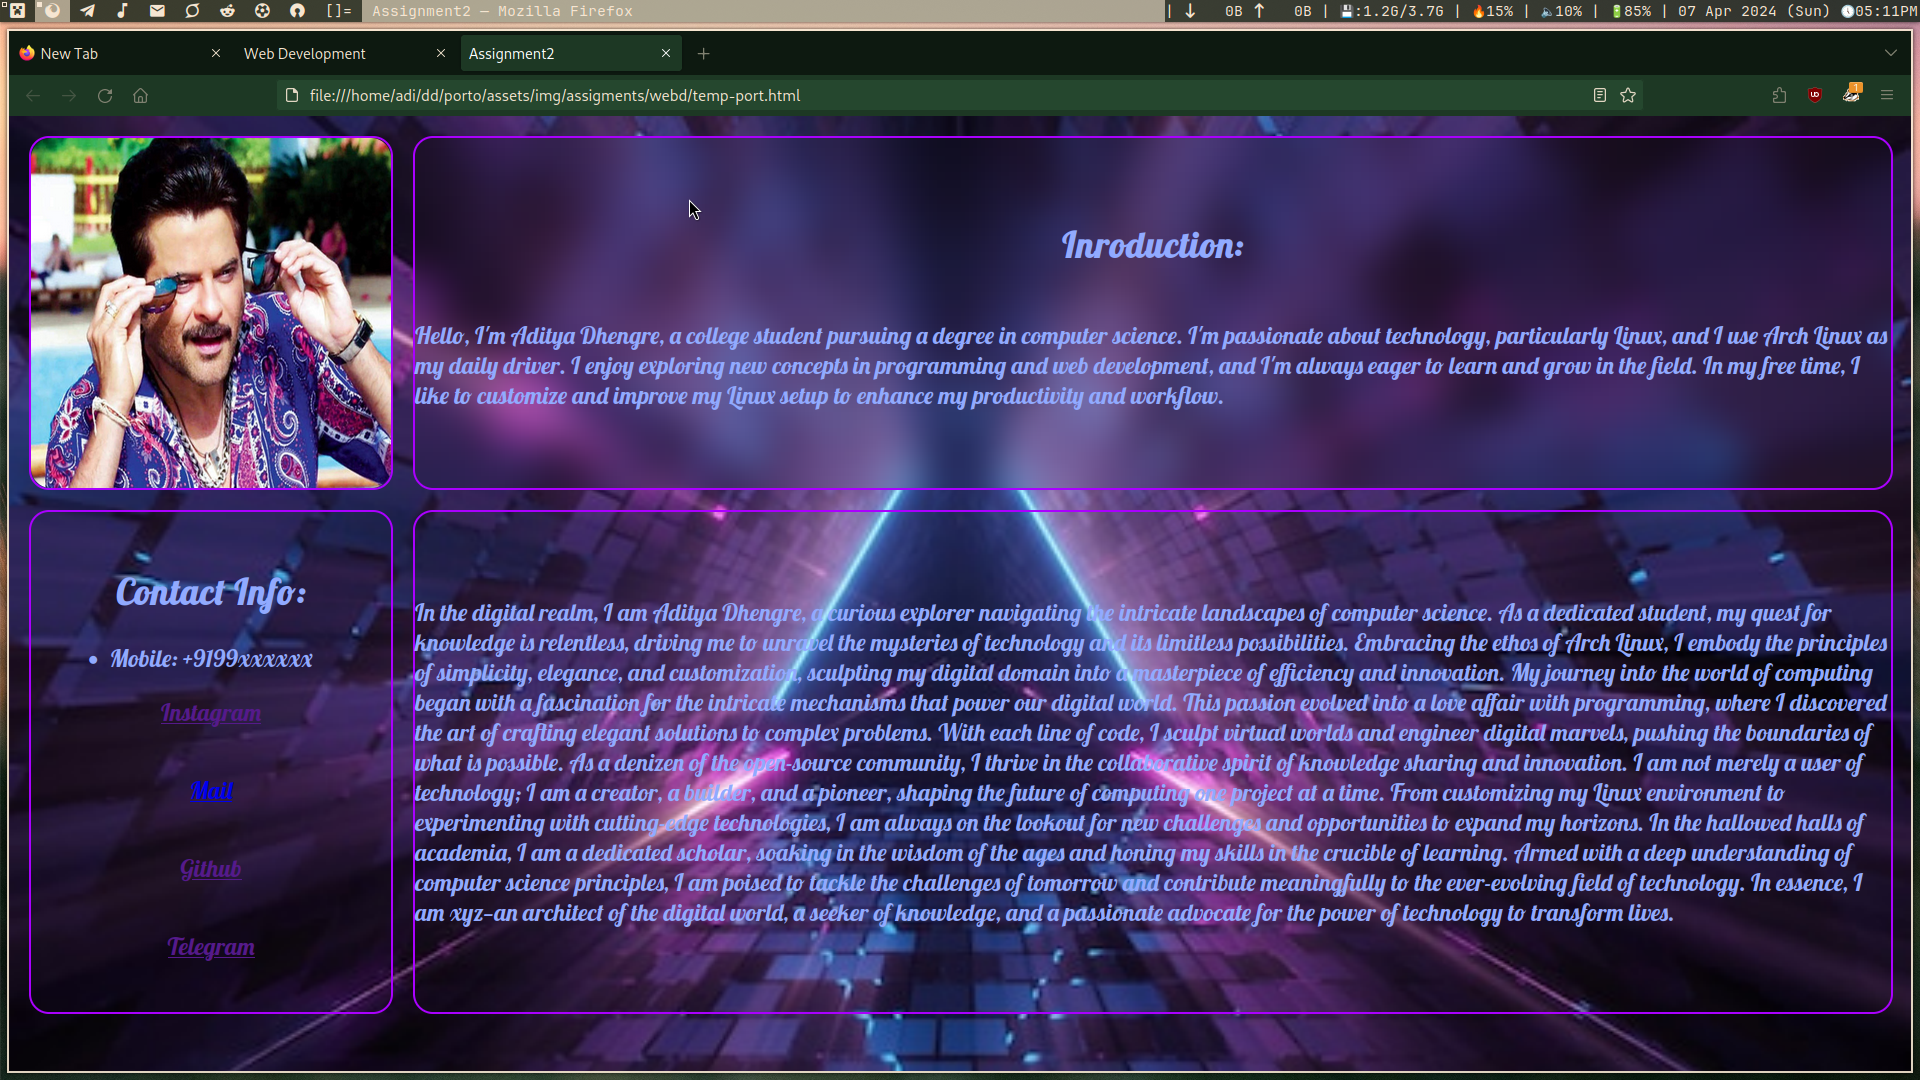 []= Assignment2 — Mozilla Firefox | ↓ 0B ↑ 0B | 💾:1.2G/3.7G | 🔥15% | 🔈10% | 🔋85% | 07 Apr 2024 (Sun) 🕔05:11PM
New Tab Web Development Assignment2
file:///home/adi/dd/porto/assets/img/assigments/webd/temp-port.html
1
Inroduction:
Hello, I'm Aditya Dhengre, a college student pursuing a degree in computer science. I'm passionate about technology, particularly Linux, and I use Arch Linux as
my daily driver. I enjoy exploring new concepts in programming and web development, and I'm always eager to learn and grow in the field. In my free time, I
like to customize and improve my Linux setup to enhance my productivity and workflow.
Contact Info:
• Mobile: +9199xxxxxx
Instagram
Mail
Github
Telegram
In the digital realm, I am Aditya Dhengre, a curious explorer navigating the intricate landscapes of computer science. As a dedicated student, my quest for
knowledge is relentless, driving me to unravel the mysteries of technology and its limitless possibilities. Embracing the ethos of Arch Linux, I embody the principles
of simplicity, elegance, and customization, sculpting my digital domain into a masterpiece of efficiency and innovation. My journey into the world of computing
began with a fascination for the intricate mechanisms that power our digital world. This passion evolved into a love affair with programming, where I discovered
the art of crafting elegant solutions to complex problems. With each line of code, I sculpt virtual worlds and engineer digital marvels, pushing the boundaries of
what is possible. As a denizen of the open-source community, I thrive in the collaborative spirit of knowledge sharing and innovation. I am not merely a user of
technology; I am a creator, a builder, and a pioneer, shaping the future of computing one project at a time. From customizing my Linux environment to
experimenting with cutting-edge technologies, I am always on the lookout for new challenges and opportunities to expand my horizons. In the hallowed halls of
academia, I am a dedicated scholar, soaking in the wisdom of the ages and honing my skills in the crucible of learning. Armed with a deep understanding of
computer science principles, I am poised to tackle the challenges of tomorrow and contribute meaningfully to the ever-evolving field of technology. In essence, I
am xyz—an architect of the digital world, a seeker of knowledge, and a passionate advocate for the power of technology to transform lives.